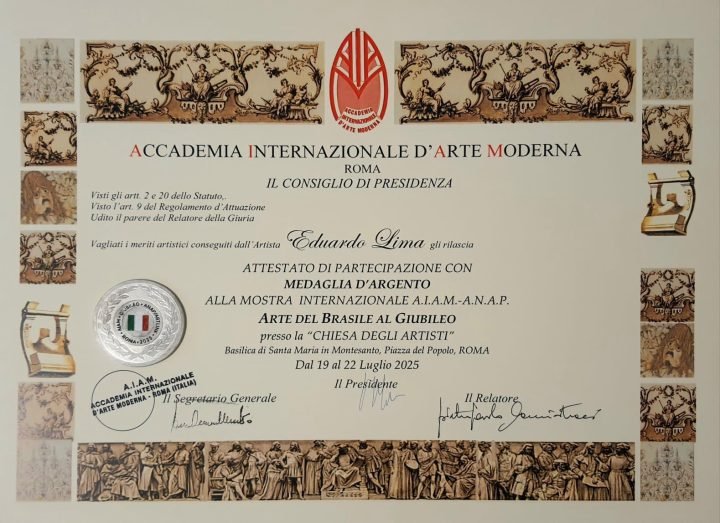 ACCADEMIA
INTERNAZIONALE
D'ARTE MODERNA
ACCADEMIA INTERNAZIONALE D'ARTE MODERNA
ROMA
IL CONSIGLIO DI PRESIDENZA
Visti gli artt. 2 e 20 dello Statuto,.
Visto l'art. 9 del Regolamento d'Attuazione
Udito il parere del Relatore della Giuria
Vagliati i meriti artistici conseguiti dall'Artista Eduardo Lima gli rilascia
ATTESTATO DI PARTECIPAZIONE CON
MEDAGLIA D'ARGENTO
ALLA MOSTRA INTERNAZIONALE A.I.A.M.-A.N.A.P.
ARTE DEL BRASILE AL GIUBILEO
presso la "CHIESA DEGLI ARTISTI"
Basilica di Santa Maria in Montesanto, Piazza del Popolo, ROMA
Dal 19 al 22 Luglio 2025
ROMA 2025
A.I.A.M.
ACCADEMIA INTERNAZIONALE
D'ARTE MODERNA - ROMA (ITALIA)
Il Presidente
Il Segretario Generale
Il Relatore